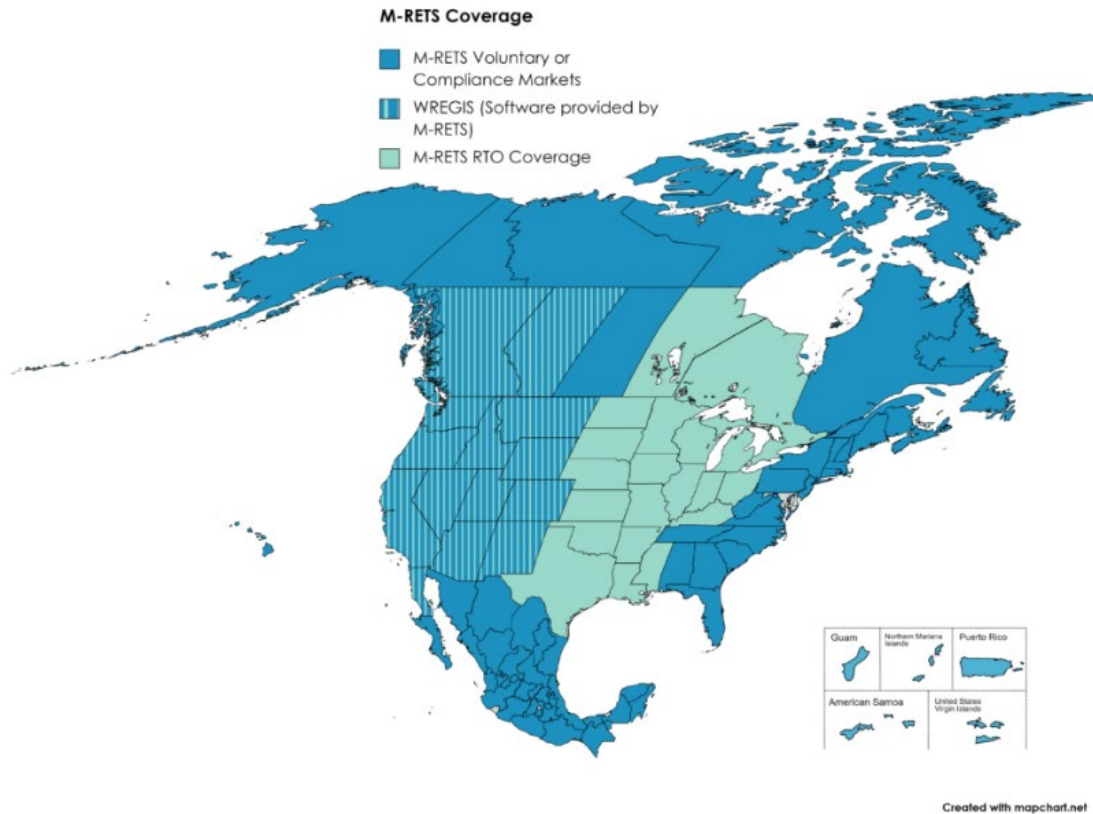 M-RETS Coverage
M-RETS Voluntary or
Compliance Markets
WREGIS (Software provided by
M-RETS)
M-RETS RTO Coverage
Guam
Northern Mariana
Islands
Puerto Rico
American Samoa
United States
Virgin Islands
Created with mapchart.net